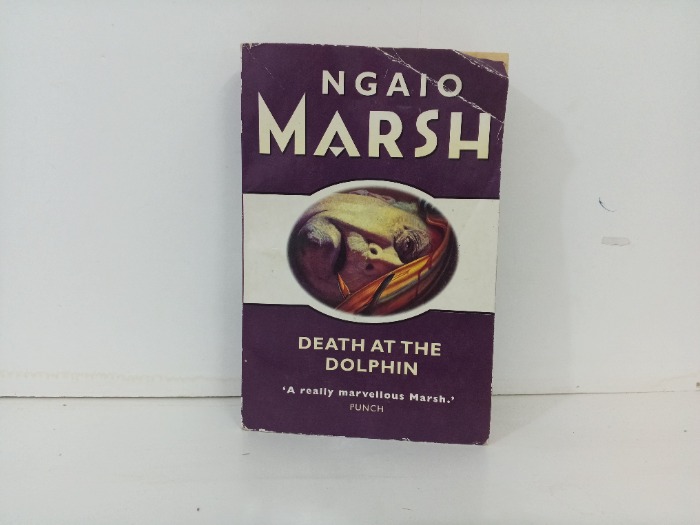 NGAIO
MARSH
DEATH AT THE
DOLPHIN
‘A really marvellous Marsh.’
PUNCH